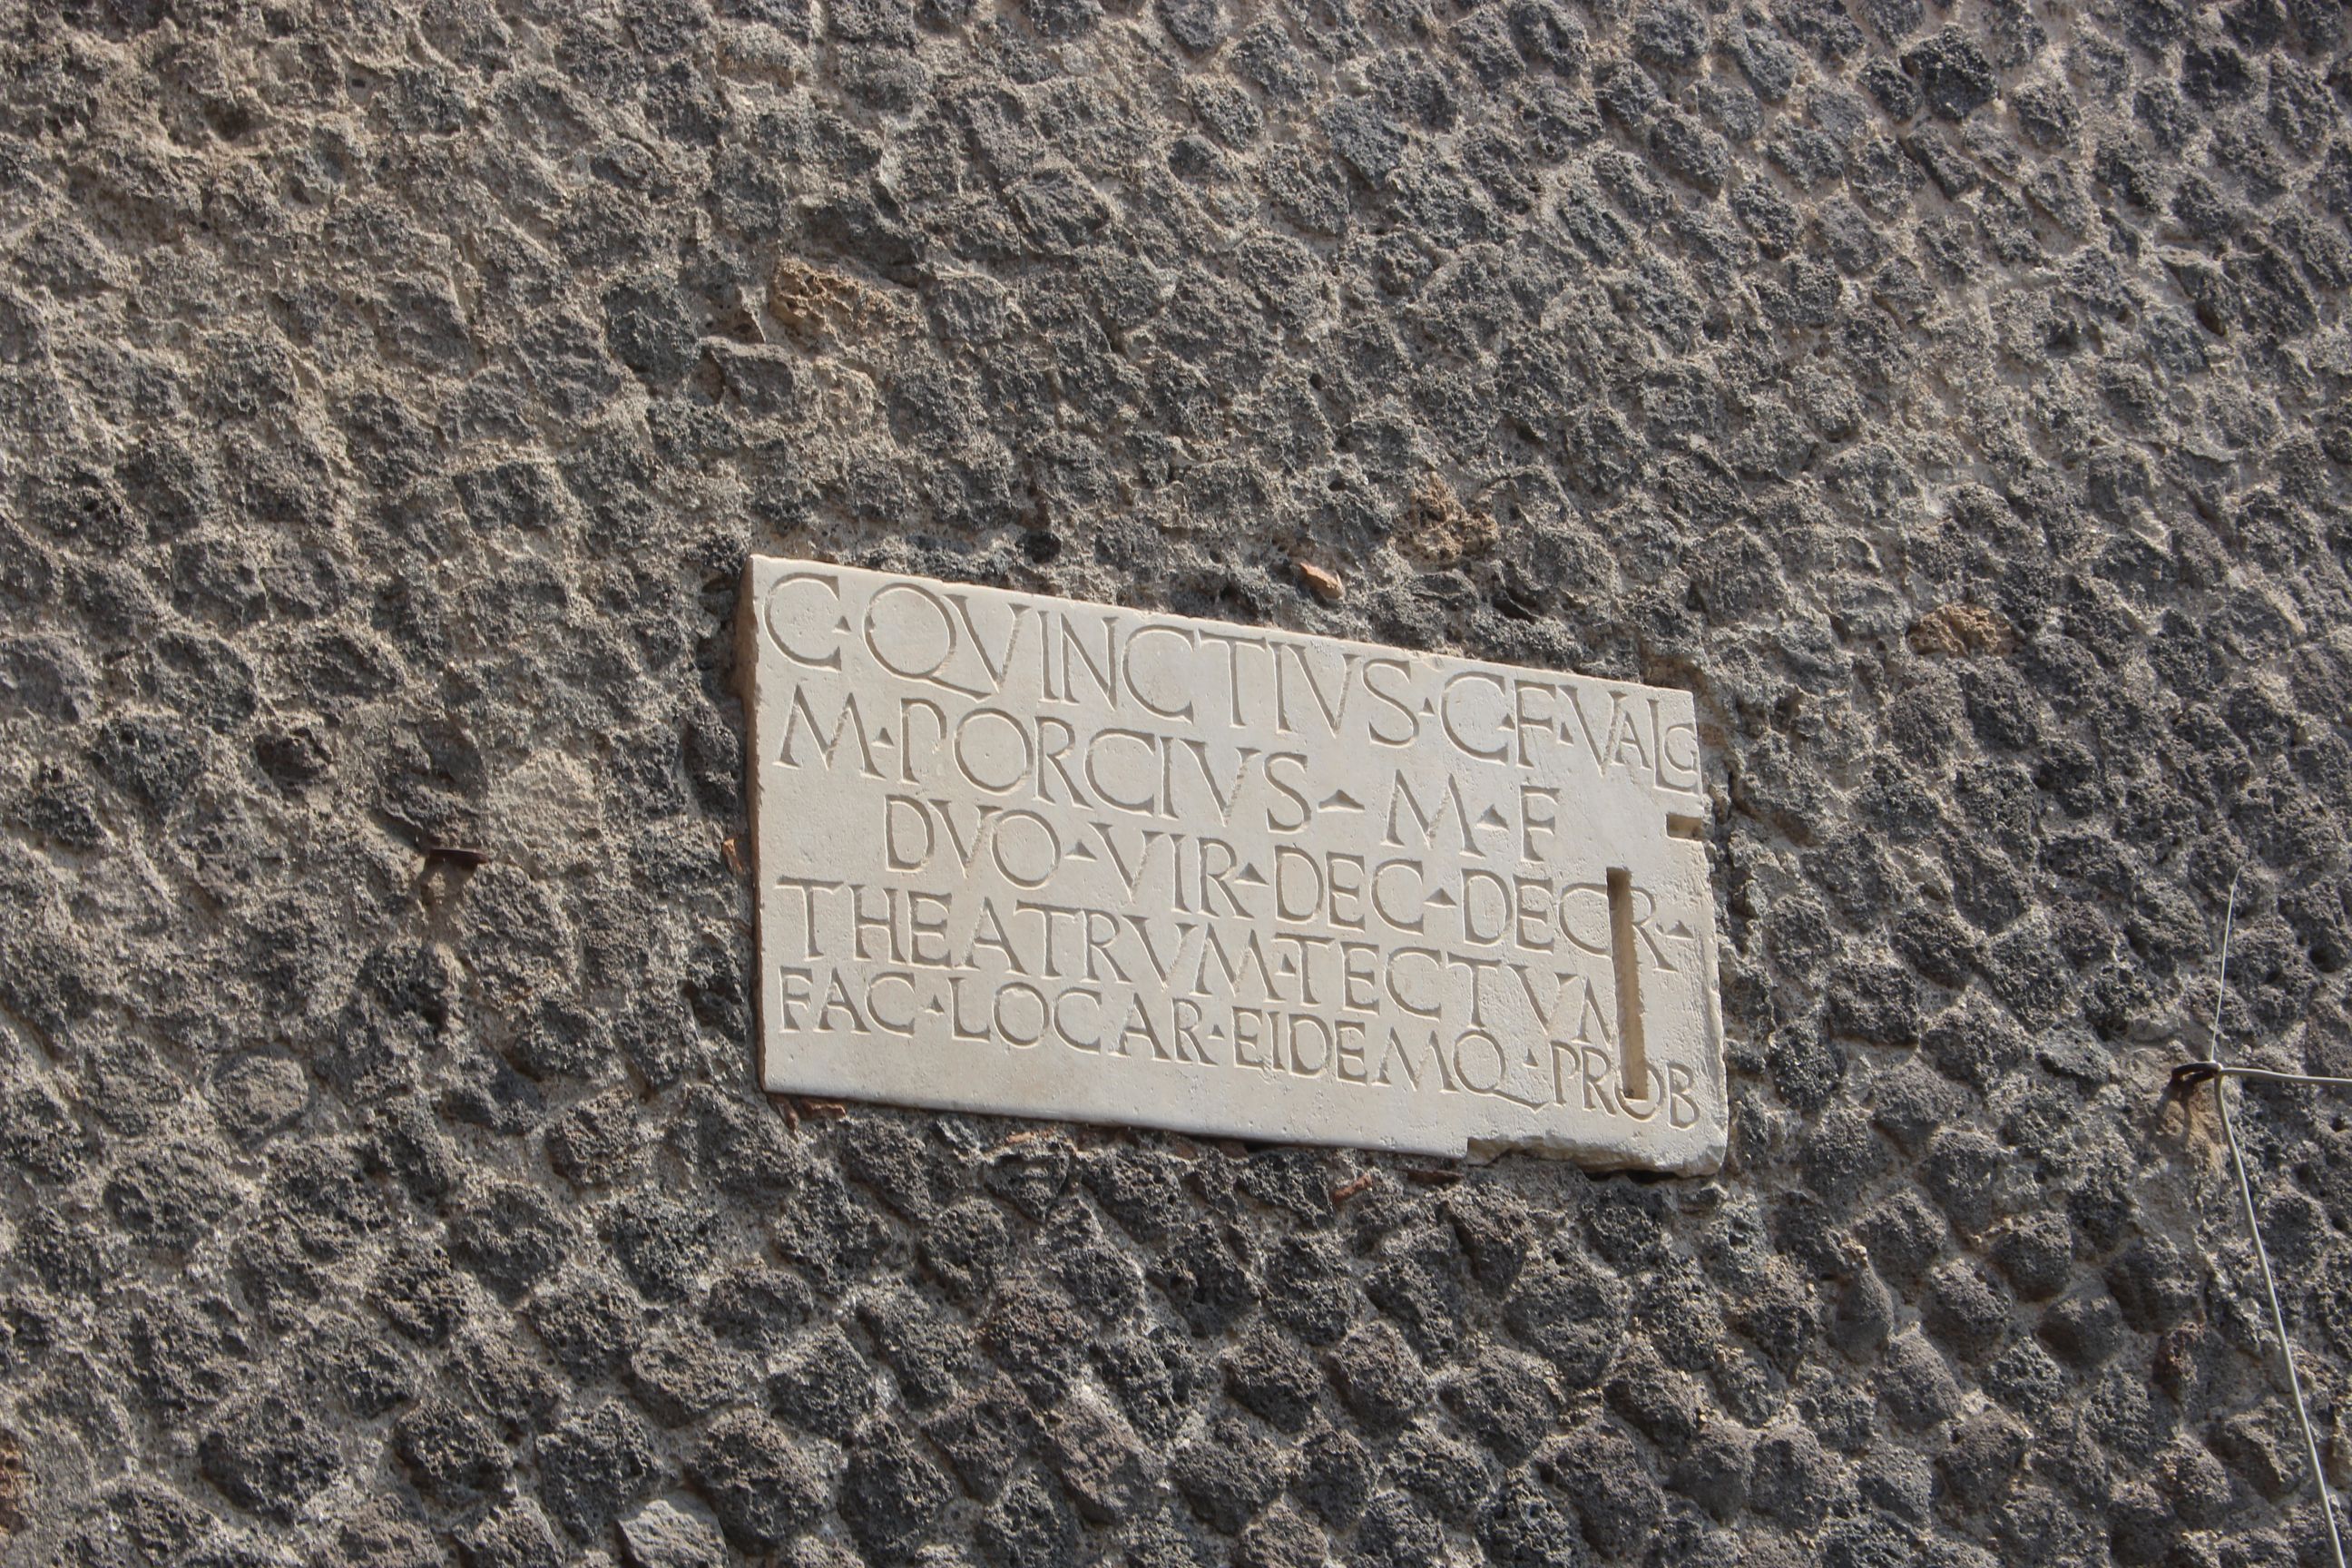 C·QVINCTIVS·C·F·VALG
M·PORCIVS·M·F
DVO·VIR·DEC·DECR·
THEATRVM·TECTVM
FAC·LOCAR·EIDEMQ·PROB